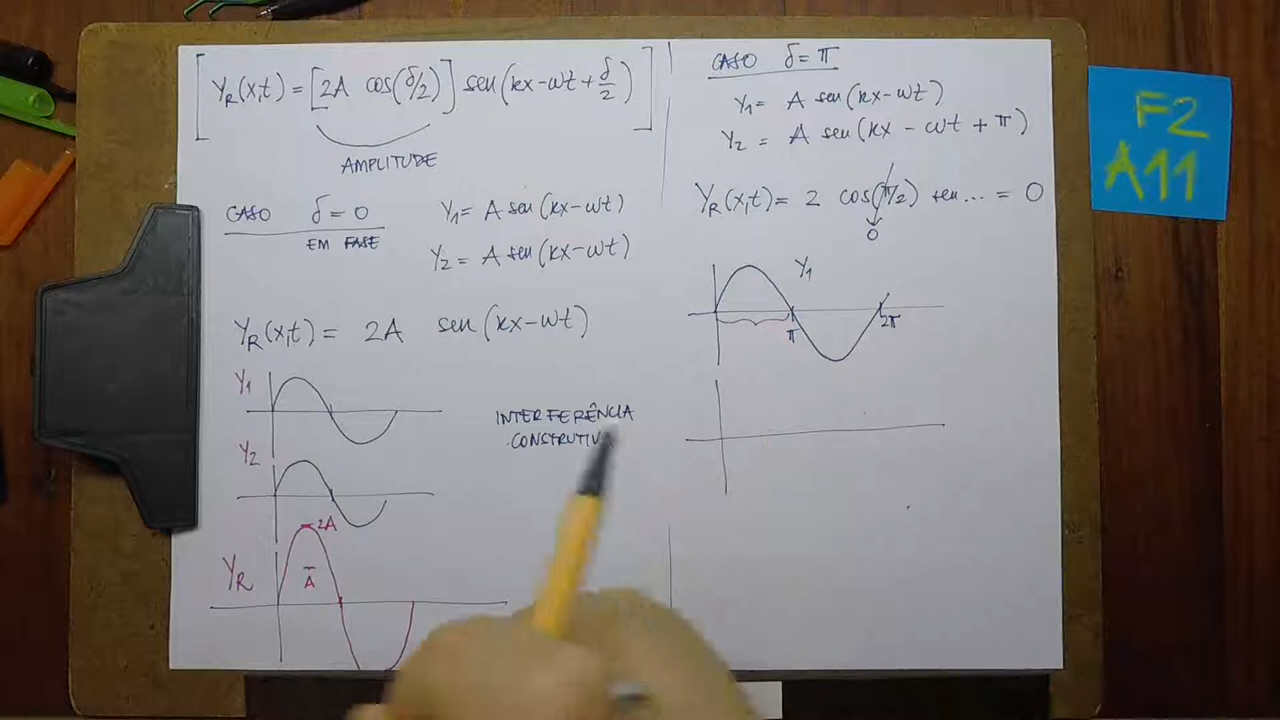 Y_R(x,t) = [2A cos(δ/2)] sen(kx-ωt+δ/2)
AMPLITUDE
CASO δ=0
EM FASE
Y₁= A sen(kx-ωt)
Y₂= A sen(kx-ωt)
Y_R(x,t) = 2A sen(kx-ωt)
Y₁
Y₂
INTERFERÊNCIA
CONSTRUTIVA
2A
A
Y_R
CASO δ=π
Y₁= A sen(kx-ωt)
Y₂ = A sen(kx - ωt + π)
Y_R(x,t)= 2 cos(π/2) sen... = 0
0
Y₁
π
2π
F2
A11